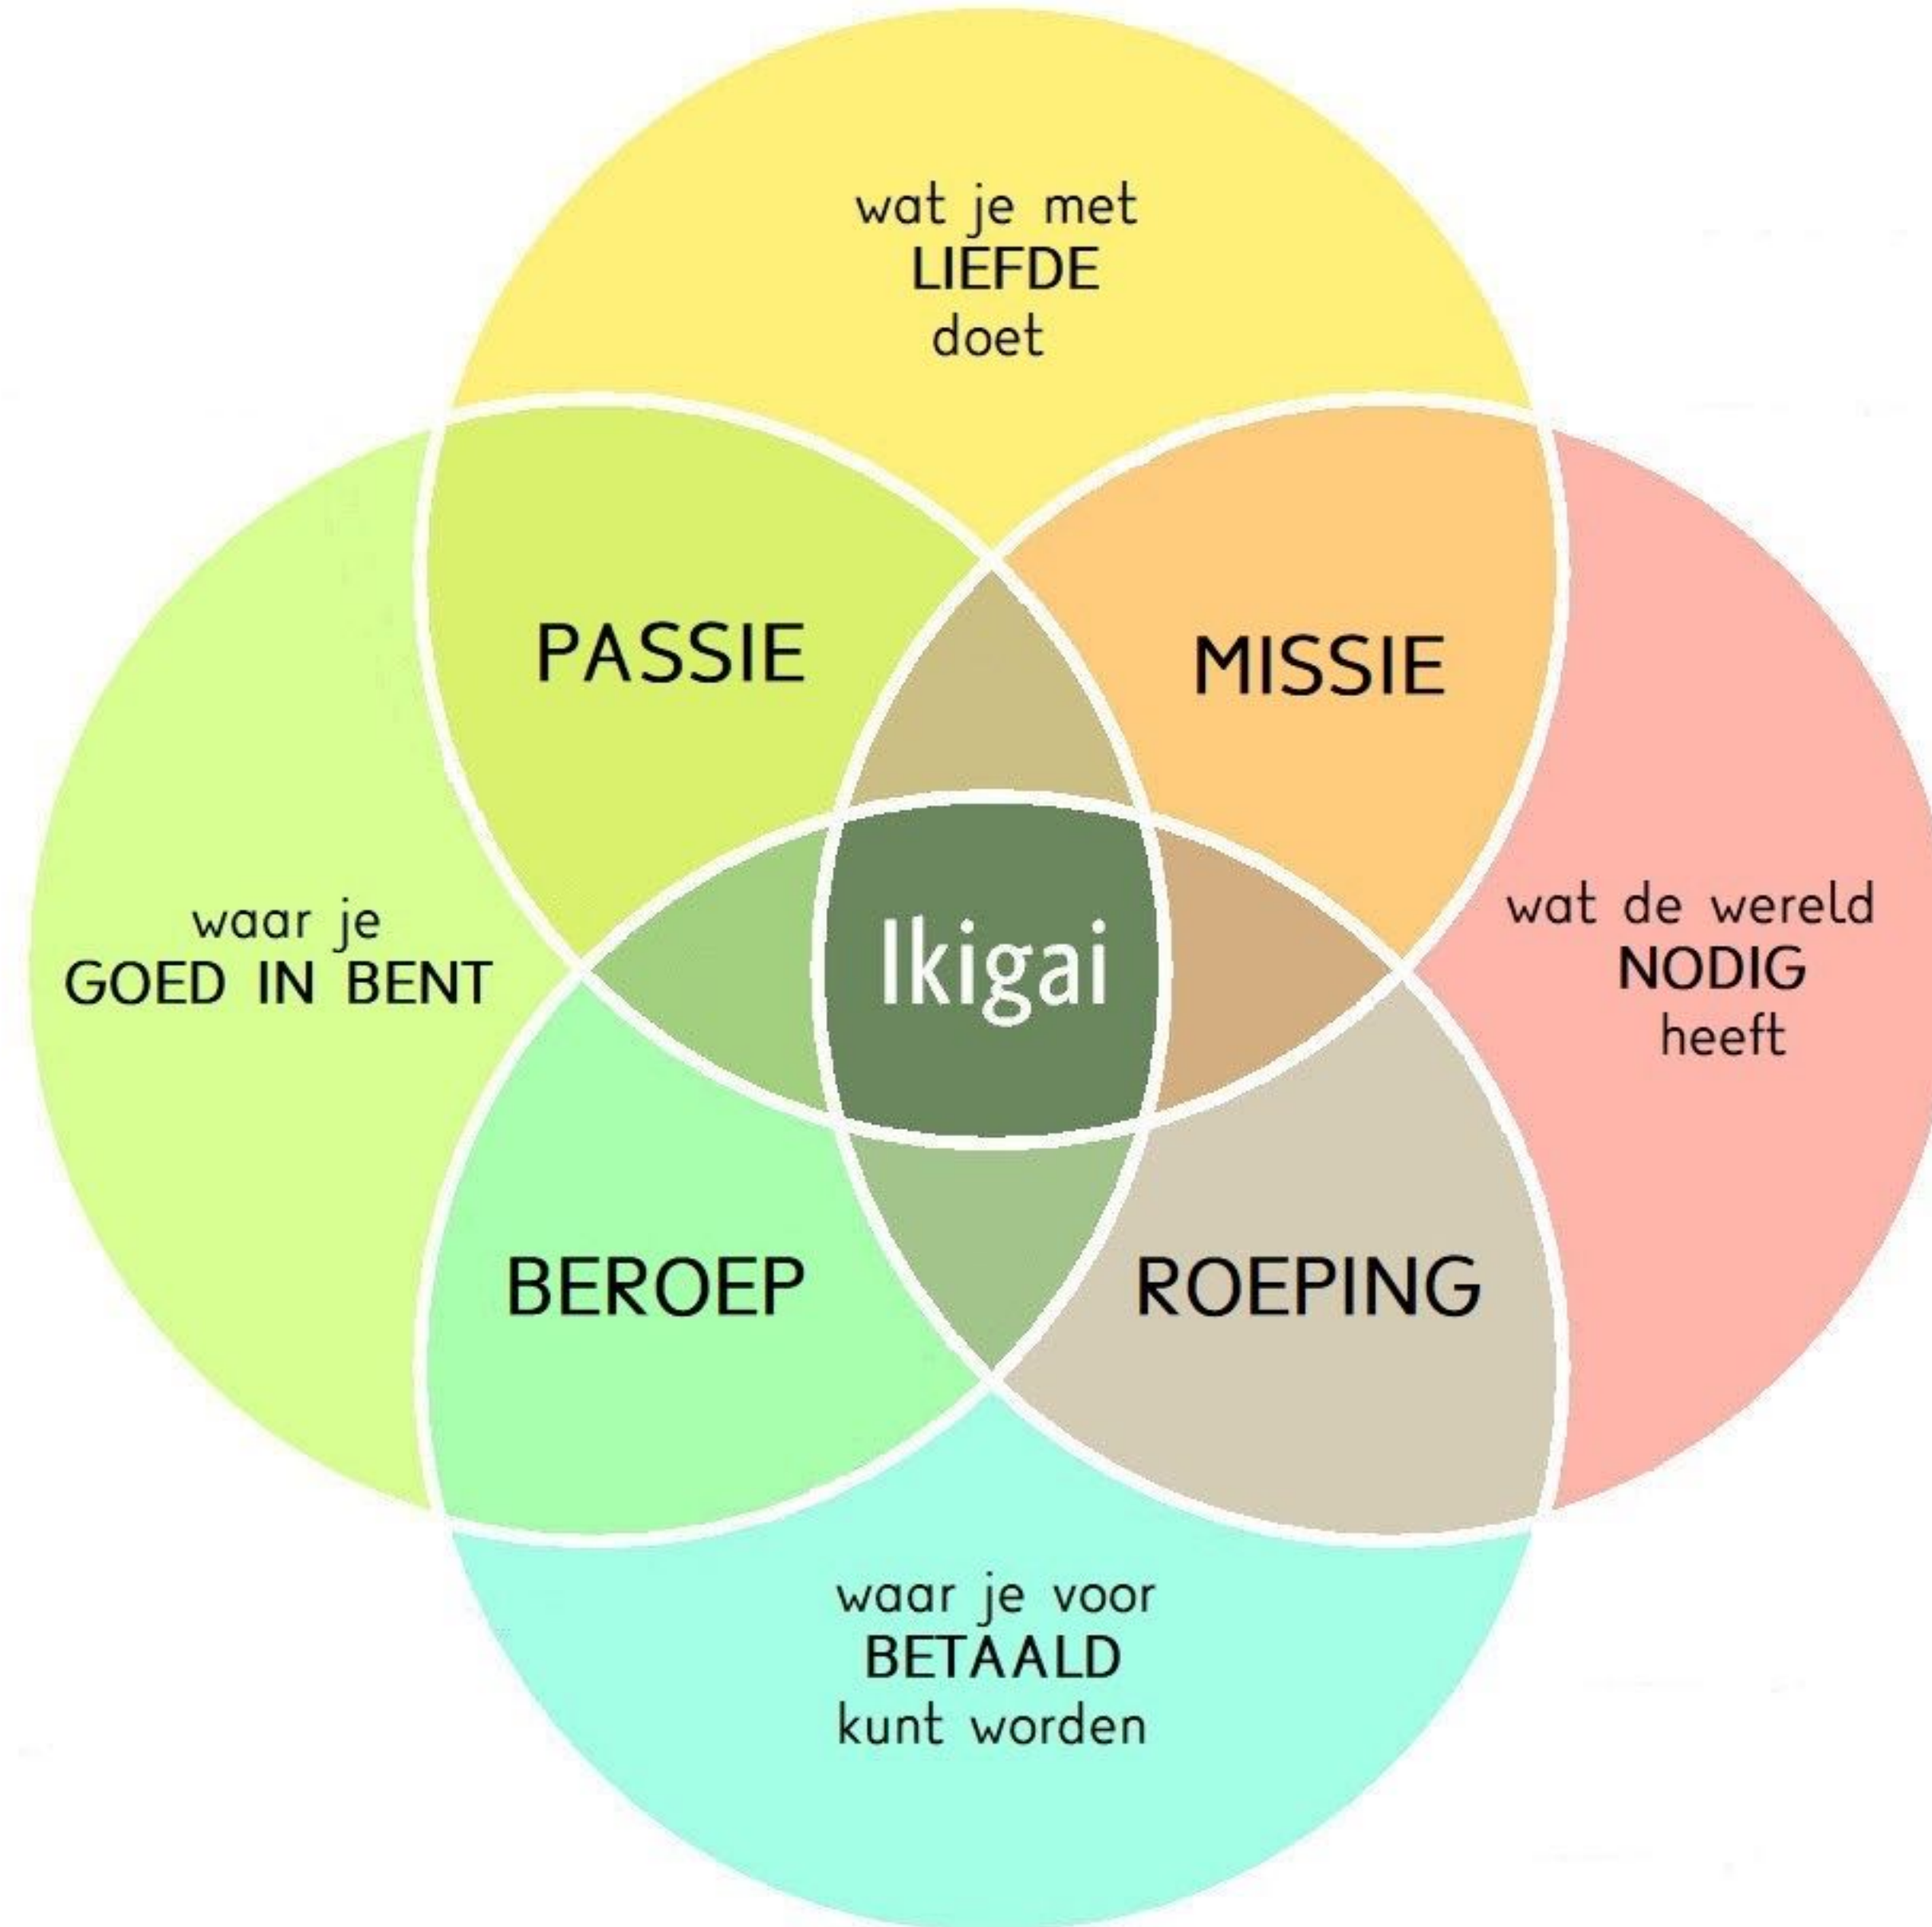 wat je met
LIEFDE
doet
PASSIE
MISSIE
waar je
GOED IN BENT
Ikigai
wat de wereld
NODIG
heeft
BEROEP
ROEPING
waar je voor
BETAALD
kunt worden